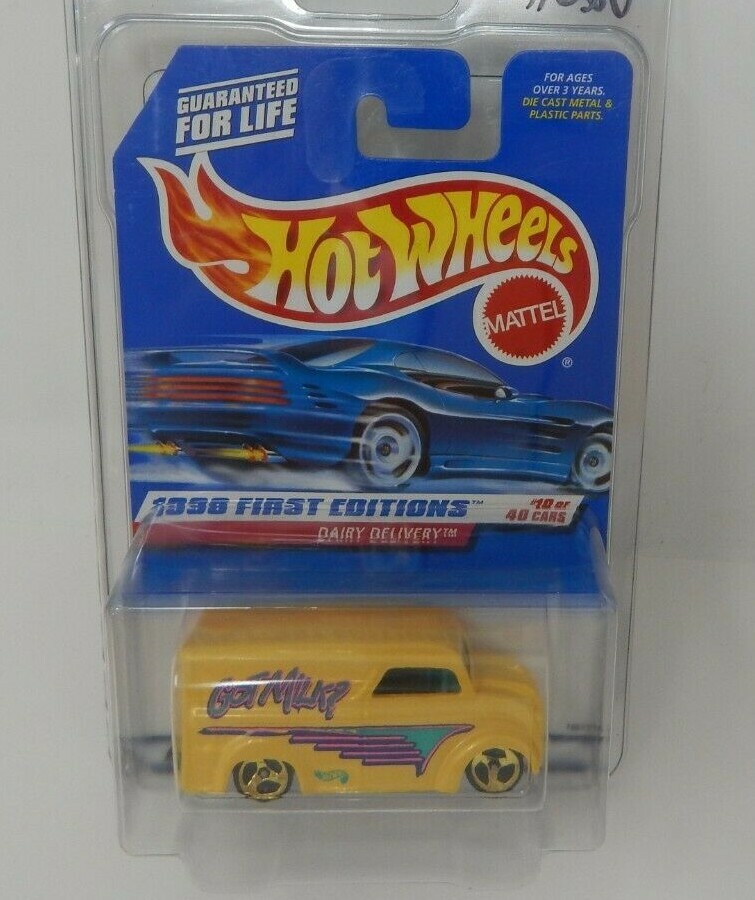 GUARANTEED
FOR LIFE
FOR AGES
OVER 3 YEARS.
DIE CAST METAL &
PLASTIC PARTS.
HOT WHEELS
MATTEL
®
1998 FIRST EDITIONS™
#10 OF
40 CARS
DAIRY DELIVERY™
GOT MILK?